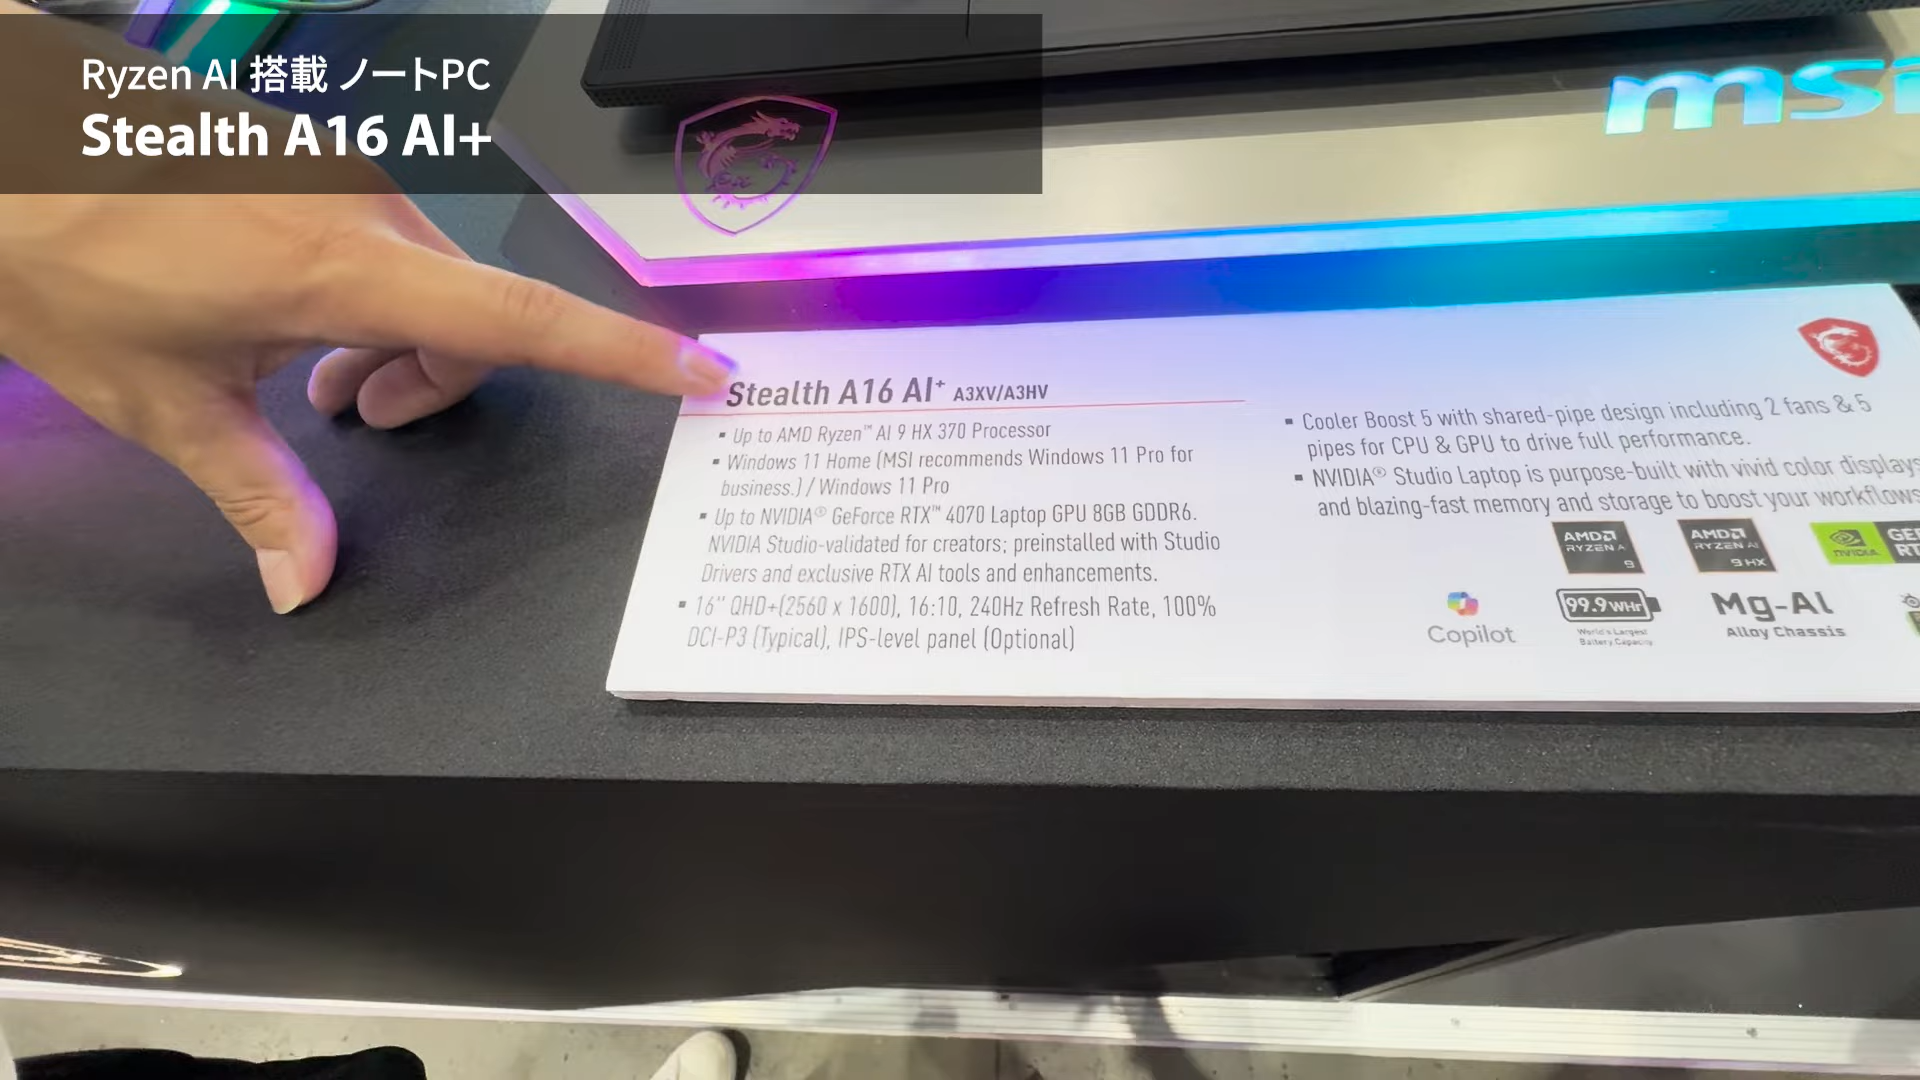 Ryzen AI 搭載 ノートPC
Stealth A16 AI+
msi
Stealth A16 AI+ A3XV/A3HV
▪ Up to AMD Ryzen™ AI 9 HX 370 Processor
▪ Windows 11 Home (MSI recommends Windows 11 Pro for
business.) / Windows 11 Pro
▪ Up to NVIDIA® GeForce RTX™ 4070 Laptop GPU 8GB GDDR6.
NVIDIA Studio-validated for creators; preinstalled with Studio
Drivers and exclusive RTX AI tools and enhancements.
▪ 16" QHD+(2560 x 1600), 16:10, 240Hz Refresh Rate, 100%
DCI-P3 (Typical), IPS-level panel (Optional)
▪ Cooler Boost 5 with shared-pipe design including 2 fans & 5
pipes for CPU & GPU to drive full performance.
▪ NVIDIA® Studio Laptop is purpose-built with vivid color displays
and blazing-fast memory and storage to boost your workflows
AMD
RYZEN AI
9
AMD
RYZEN AI
9 HX
NVIDIA
Copilot
99.9WHr
World's Largest
Battery Capacity
Mg-Al
Alloy Chassis